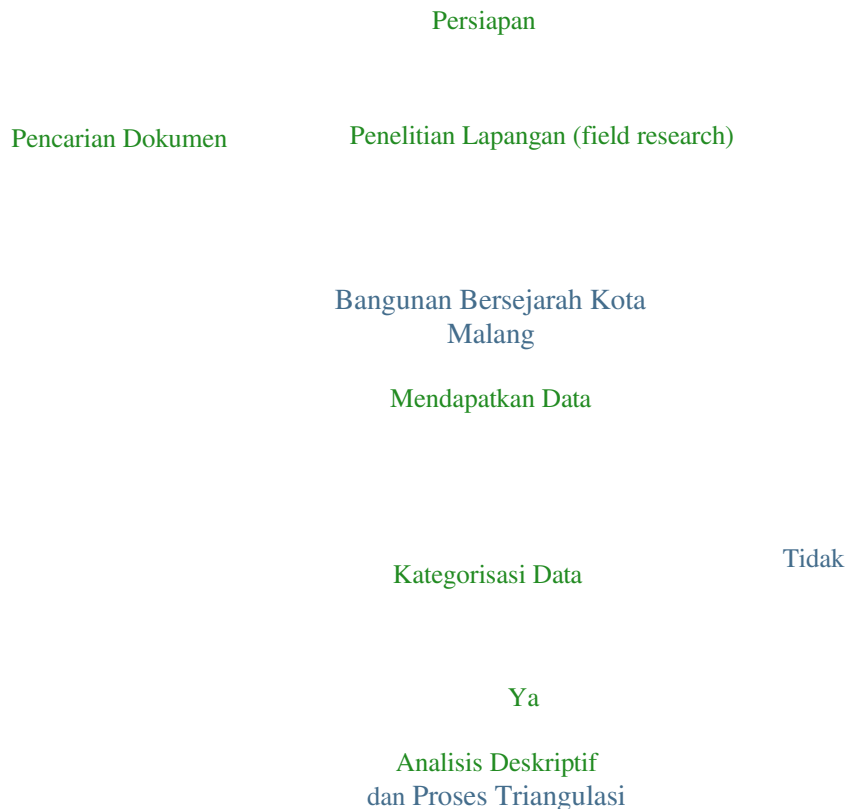 Persiapan
Pencarian Dokumen
Penelitian Lapangan (field research)
Bangunan Bersejarah Kota
Malang
Mendapatkan Data
Tidak
Kategorisasi Data
Ya
Analisis Deskriptif
dan Proses Triangulasi